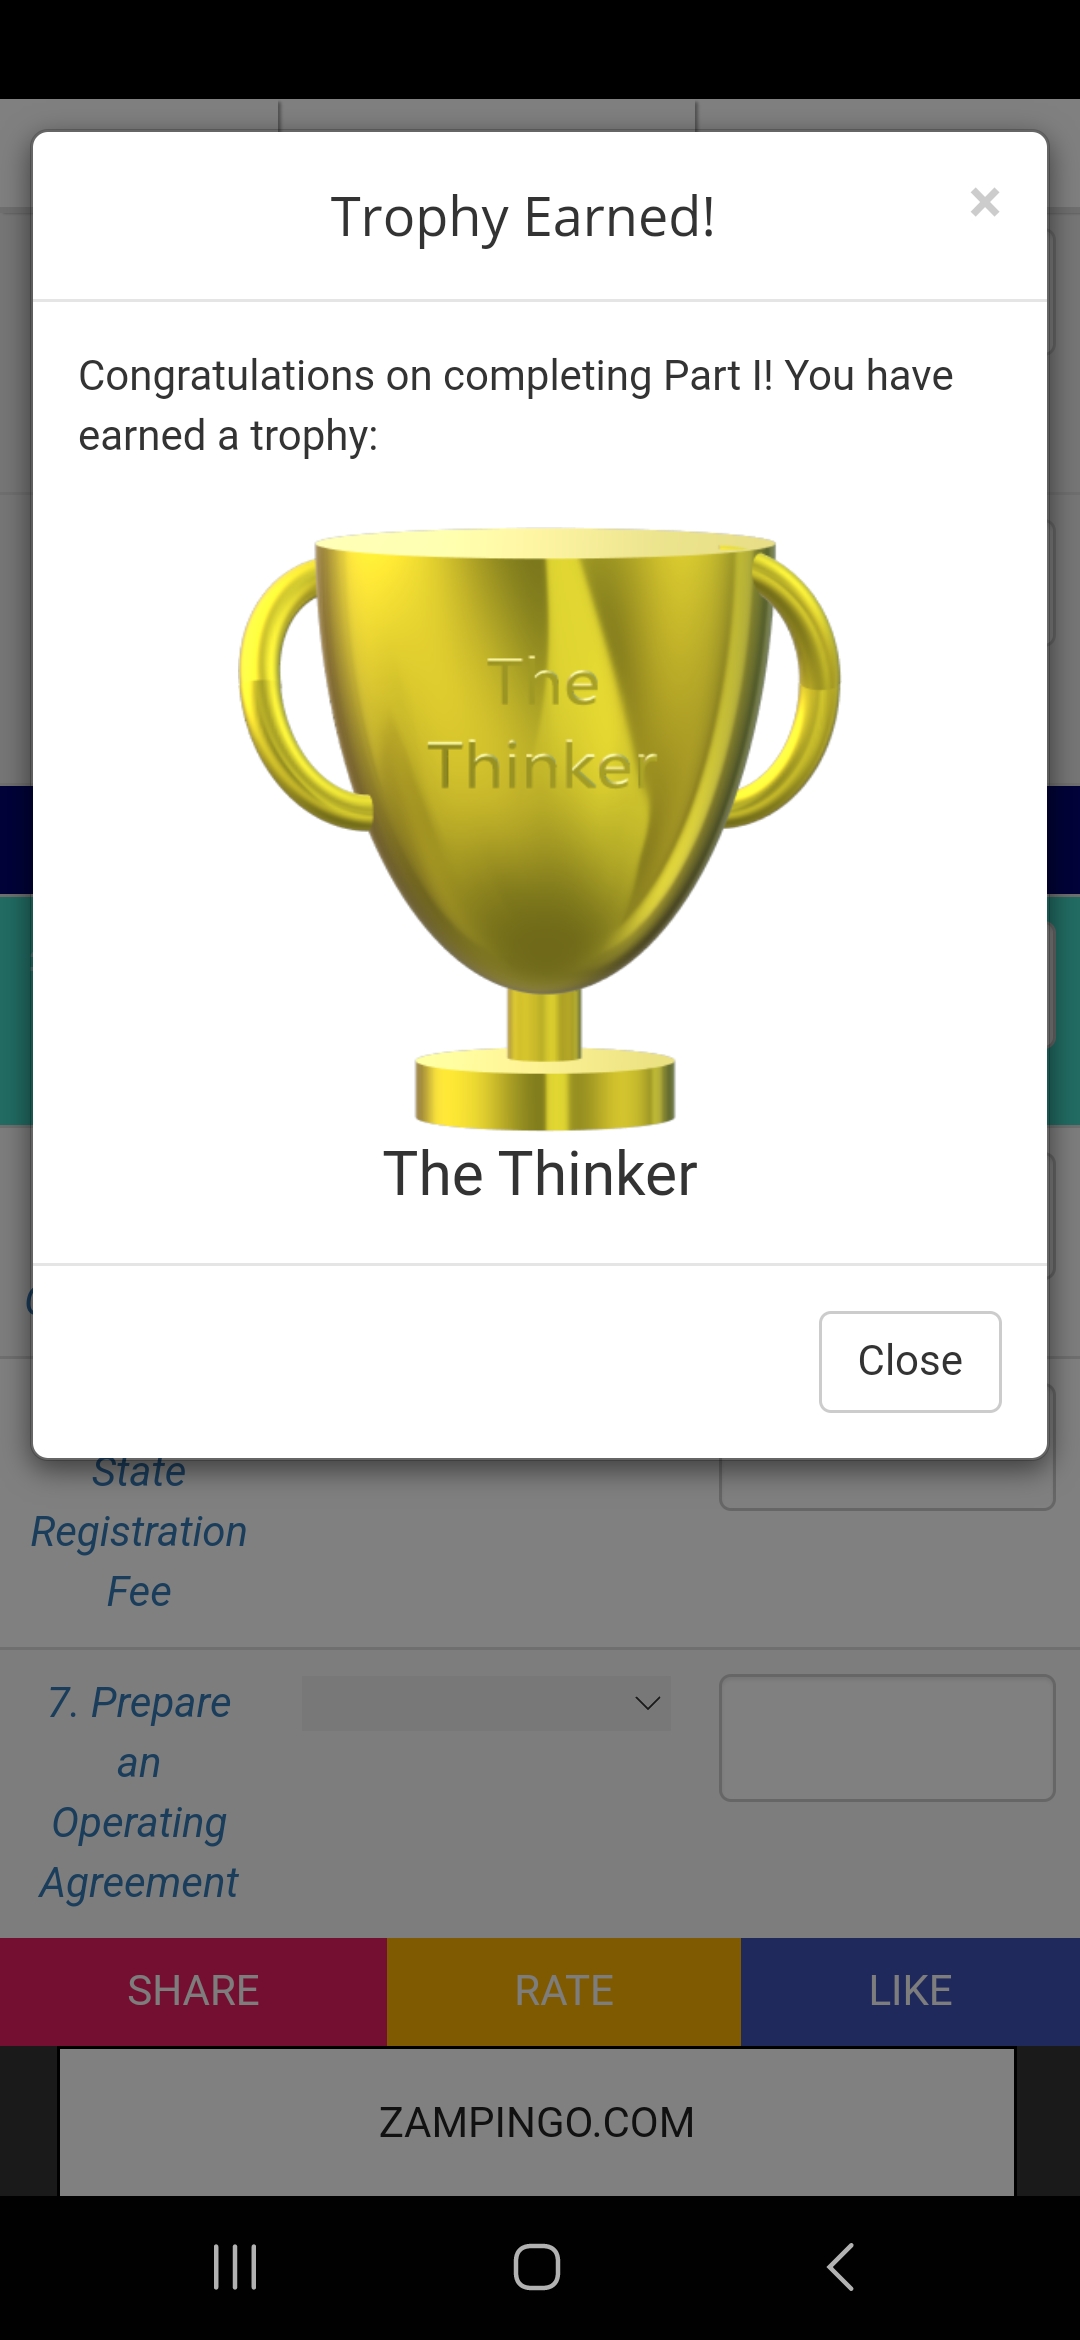 Trophy Earned!
×
Congratulations on completing Part I! You have
earned a trophy:
The
Thinker
The Thinker
Close
State
Registration
Fee
7. Prepare
an
Operating
Agreement
SHARE
RATE
LIKE
ZAMPINGO.COM